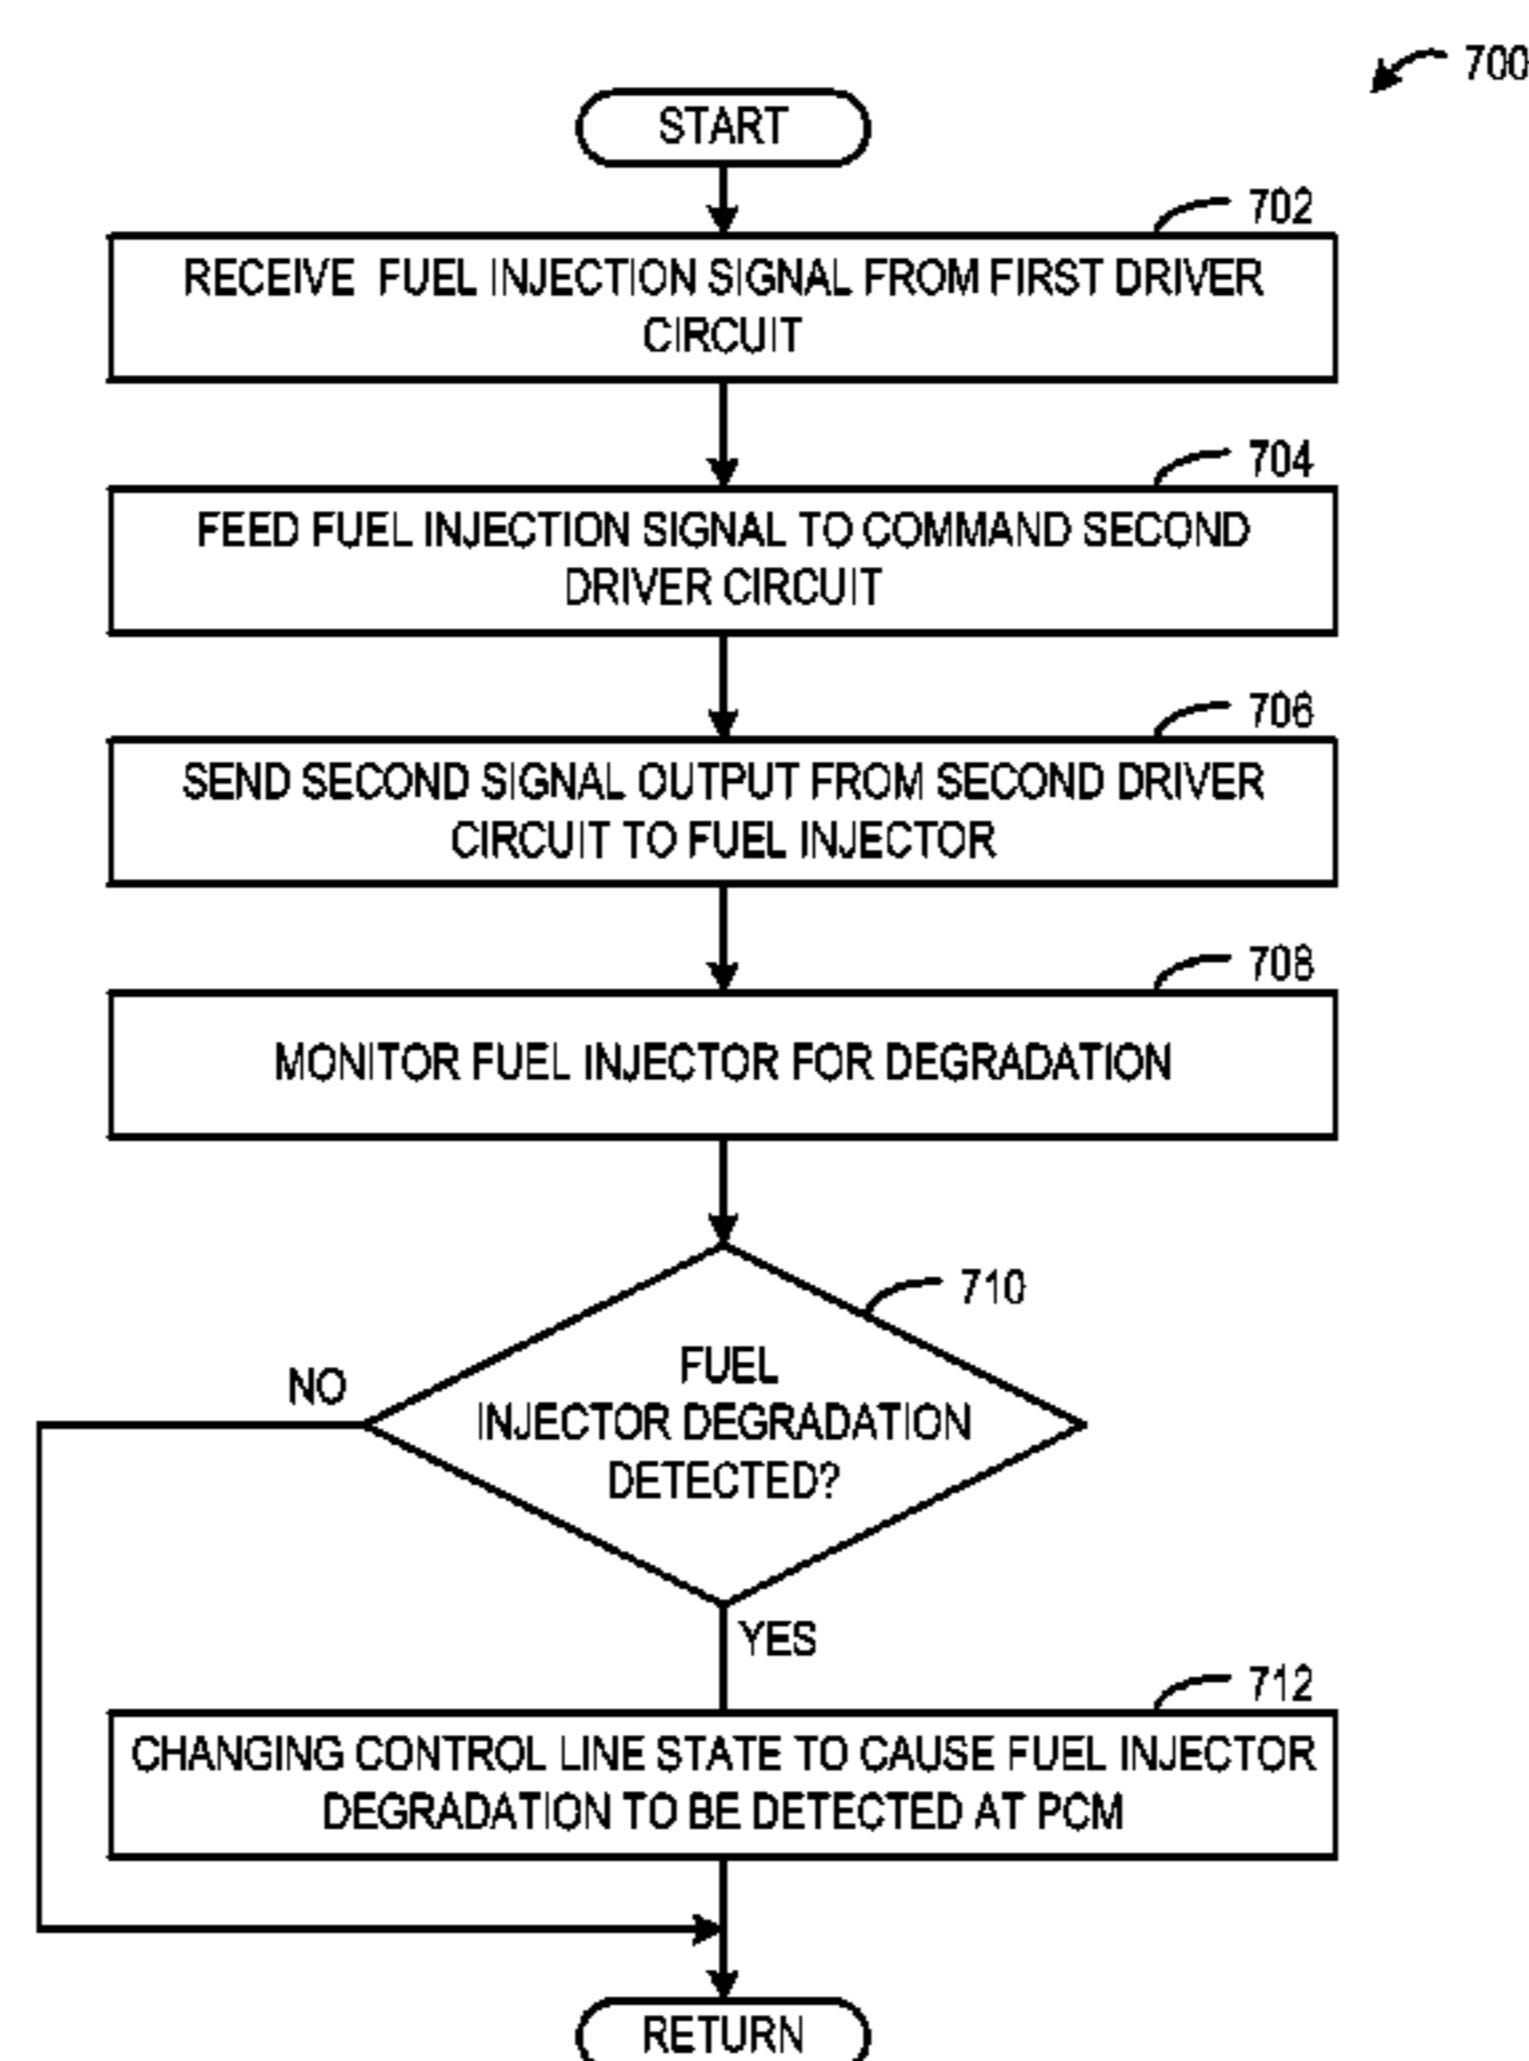 700
START
702
RECEIVE FUEL INJECTION SIGNAL FROM FIRST DRIVER
CIRCUIT
704
FEED FUEL INJECTION SIGNAL TO COMMAND SECOND
DRIVER CIRCUIT
706
SEND SECOND SIGNAL OUTPUT FROM SECOND DRIVER
CIRCUIT TO FUEL INJECTOR
708
MONITOR FUEL INJECTOR FOR DEGRADATION
710
FUEL
INJECTOR DEGRADATION
DETECTED?
NO
YES
712
CHANGING CONTROL LINE STATE TO CAUSE FUEL INJECTOR
DEGRADATION TO BE DETECTED AT PCM
RETURN